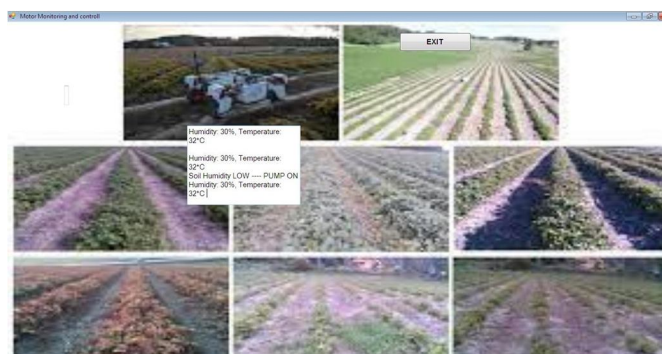 Motor Monitoring and controll
EXIT
Humidity: 30%, Temperature:
32*C
Humidity: 30%, Temperature:
32*C
Soil Humidity LOW ---- PUMP ON
Humidity: 30%, Temperature:
32*C